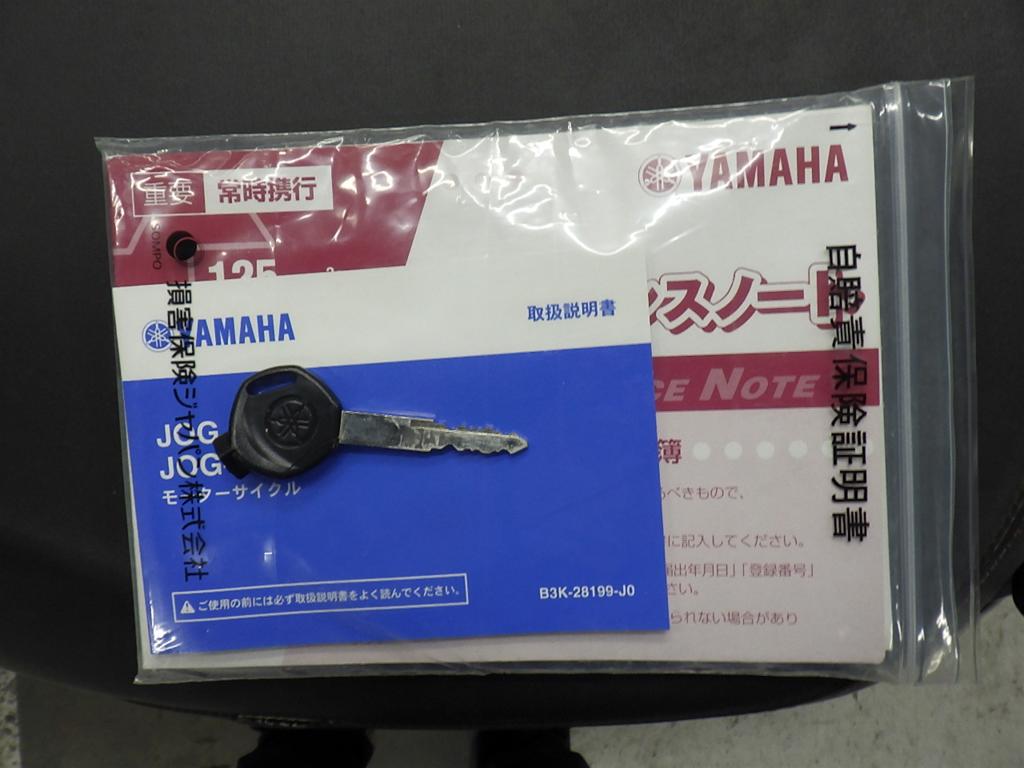 重要 常時携行
YAMAHA
SOMPO
125
YAMAHA
取扱説明書
ンスノート
CE NOTE
JOG
JOG
モーターサイクル
簿
べきもので、
に記入してください。
届出年月日」「登録番号」
さい。
られない場合があり
⚠ご使用の前には必ず取扱説明書をよく読んでください。
B3K-28199-J0
損害保険ジャパン株式会社
自賠責保険証明書